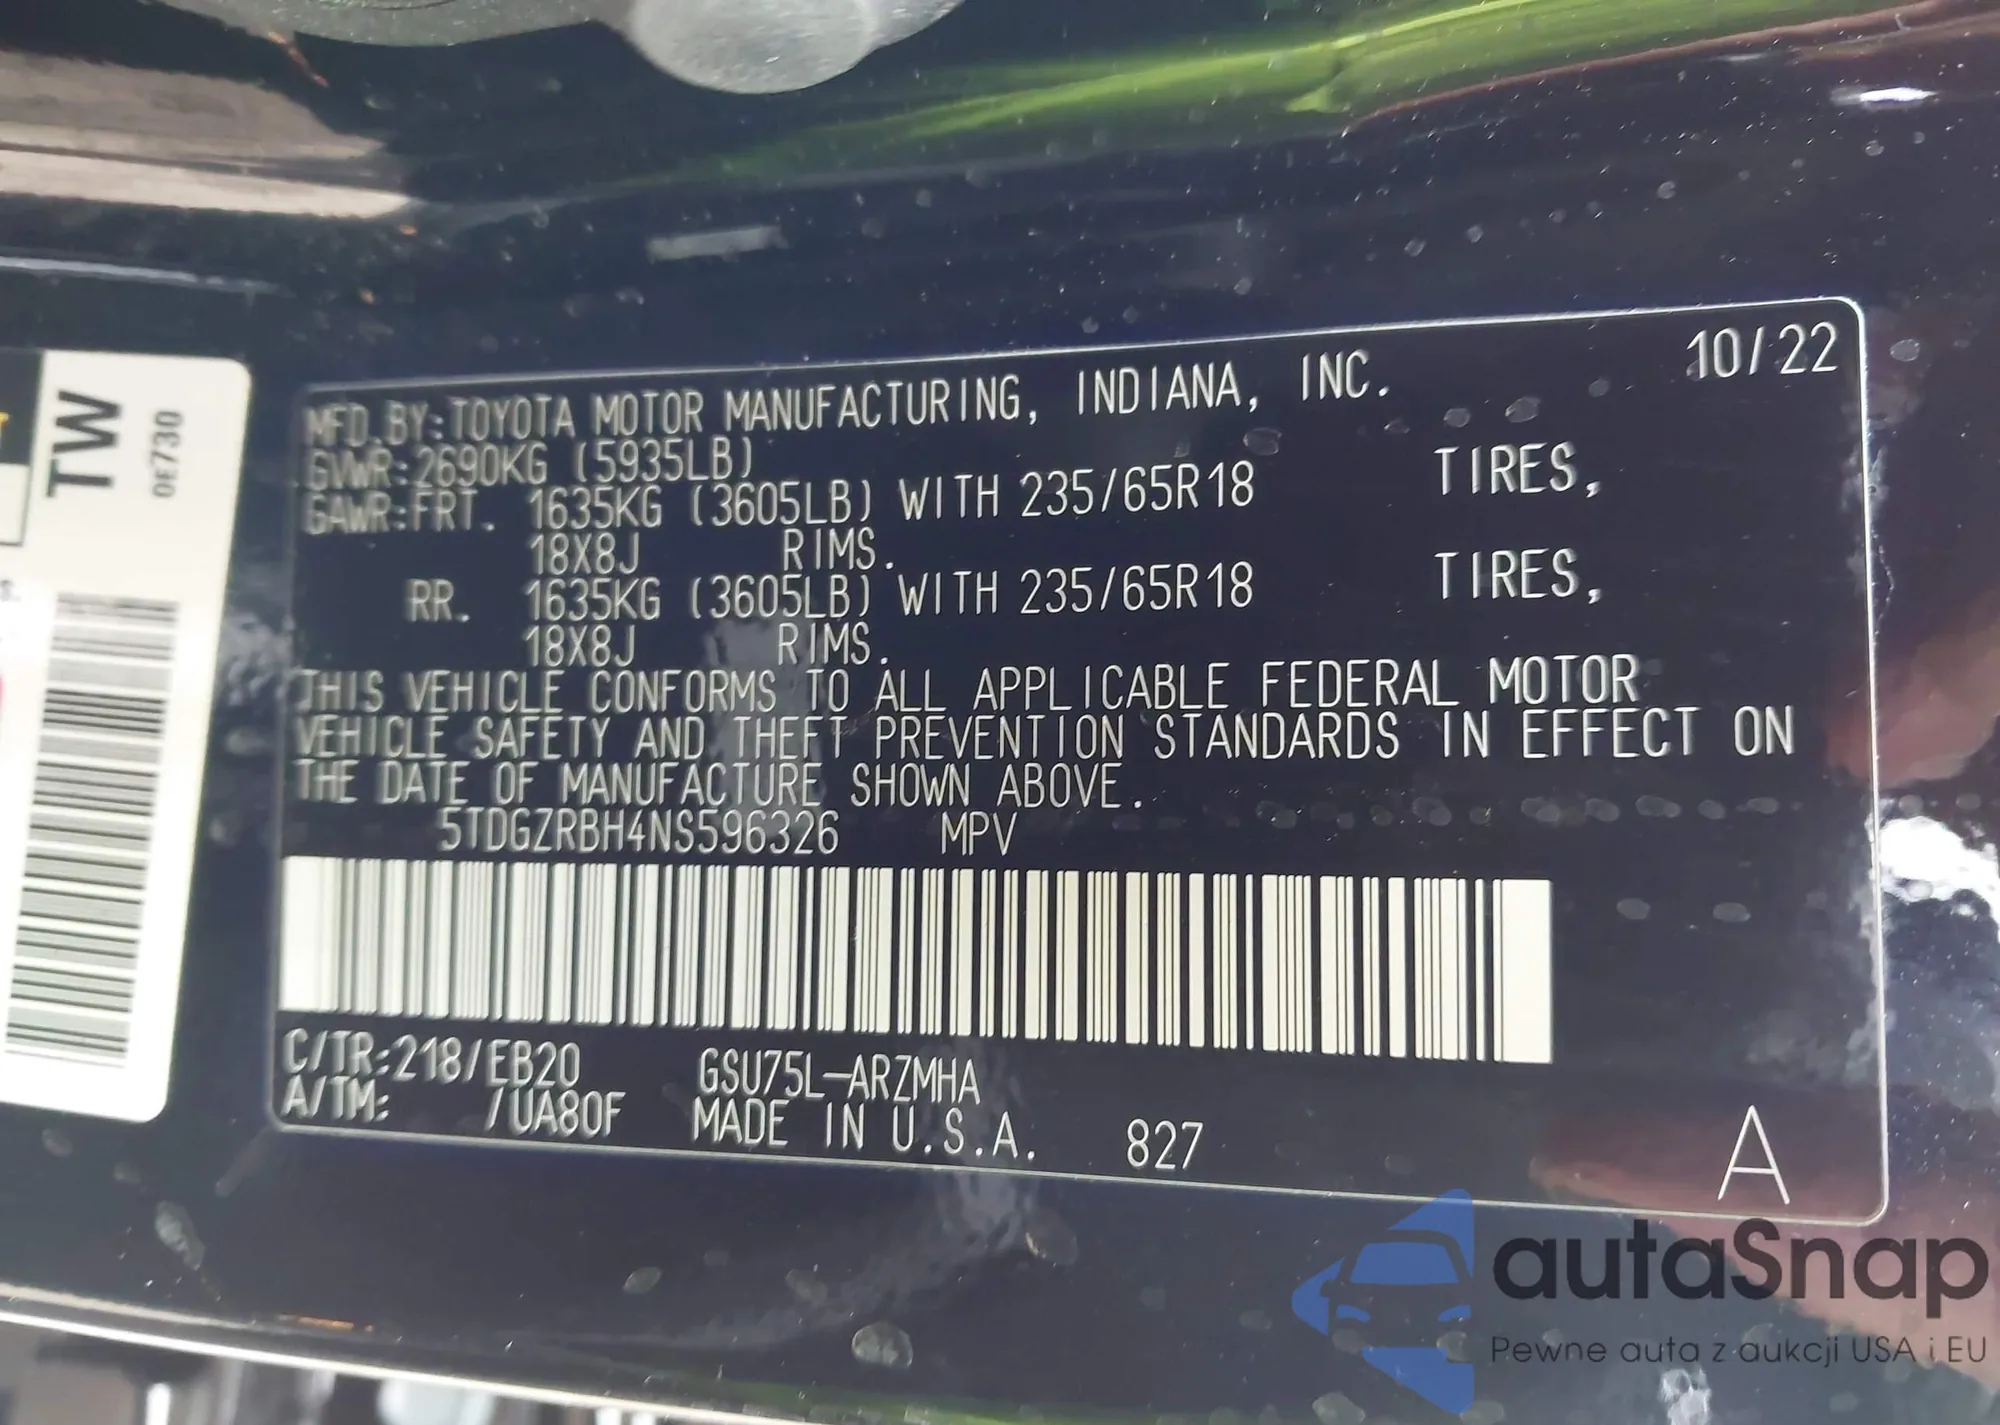 10/22
MFD.BY:TOYOTA MOTOR MANUFACTURING, INDIANA, INC.
GVWR:2690KG (5935LB)
GAWR:FRT. 1635KG (3605LB) WITH 235/65R18 TIRES,
18X8J RIMS.
RR. 1635KG (3605LB) WITH 235/65R18 TIRES,
18X8J RIMS.
THIS VEHICLE CONFORMS TO ALL APPLICABLE FEDERAL MOTOR
VEHICLE SAFETY AND THEFT PREVENTION STANDARDS IN EFFECT ON
THE DATE OF MANUFACTURE SHOWN ABOVE.
5TDGZRBH4NS596326 MPV
C/TR:218/EB20 GSU75L-ARZMHA
A/TM: /UA80F MADE IN U.S.A. 827
A
TW
0E730
autaSnap
Pewne auta z aukcji USA i EU